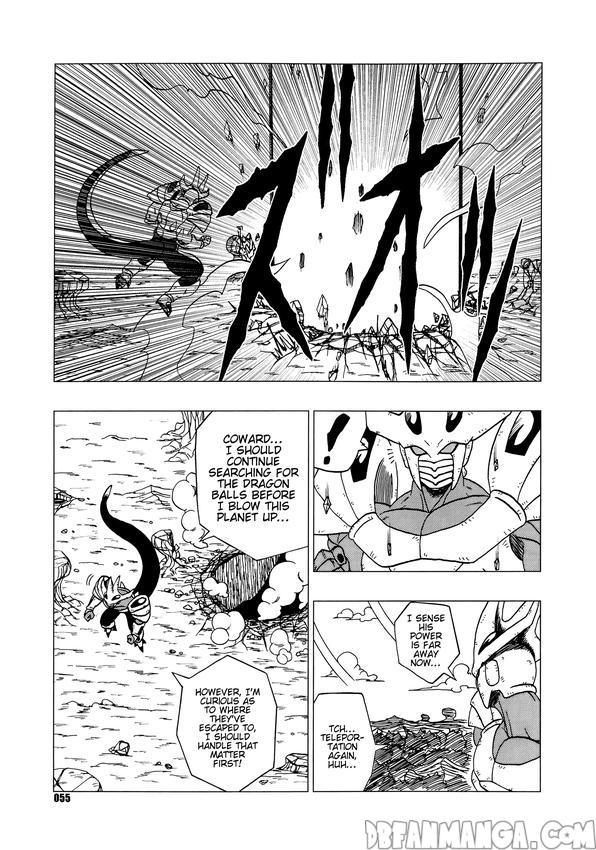 ズオ!!!
!
I SENSE
HIS
POWER
IS FAR
AWAY
NOW...
TCH...
TELEPOR-
TATION
AGAIN,
HUH...
COWARD...
I SHOULD
CONTINUE
SEARCHING FOR
THE DRAGON
BALLS BEFORE
I BLOW THIS
PLANET UP...
HOWEVER, I'M
CURIOUS AS
TO WHERE
THEY'VE
ESCAPED TO,
I SHOULD
HANDLE THAT
MATTER
FIRST!
055
DBFANMANGA.COM